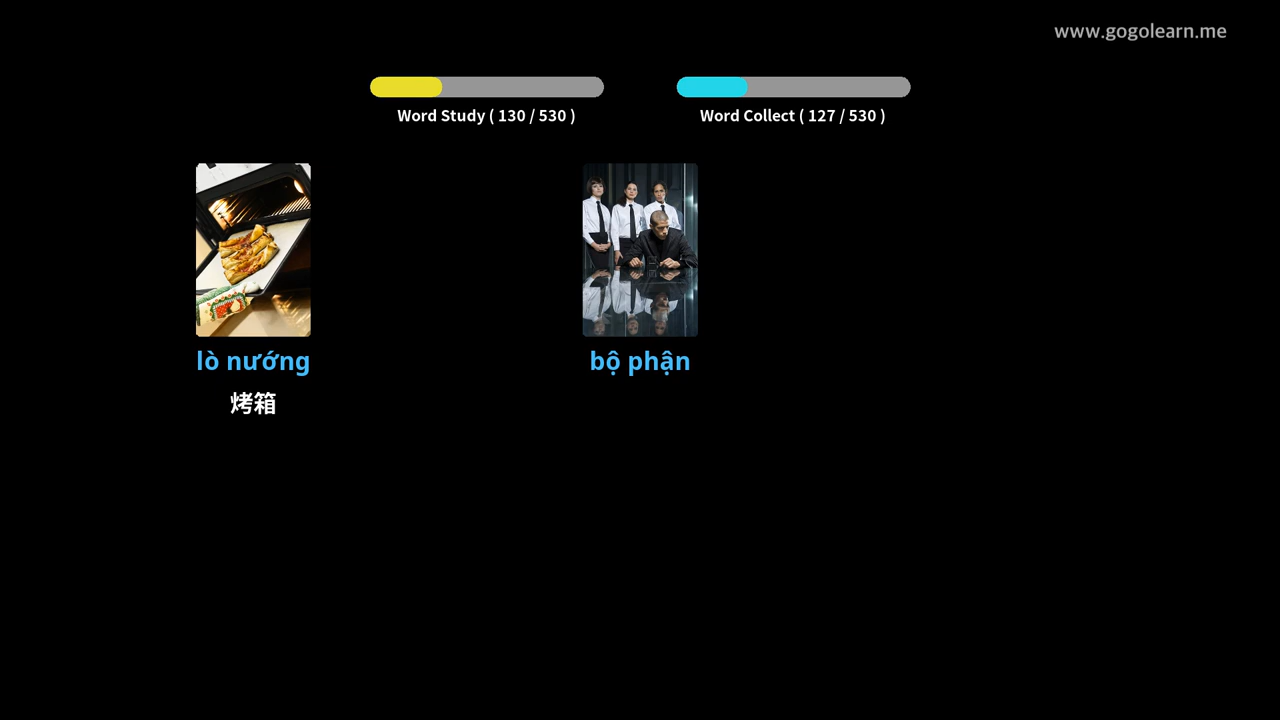 www.gogolearn.me
Word Study ( 130 / 530 )
Word Collect ( 127 / 530 )
lò nướng
烤箱
bộ phận